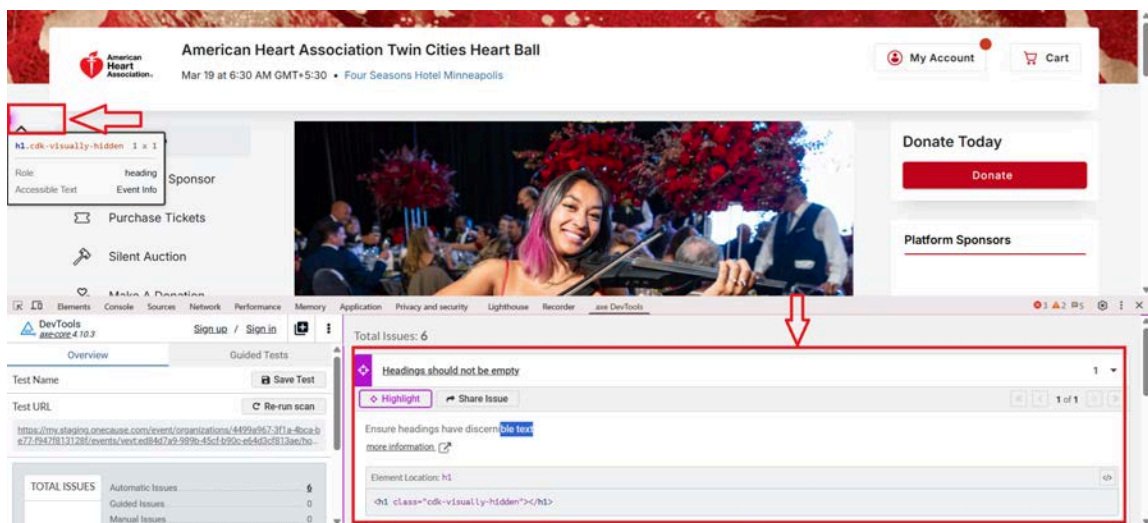 American
Heart
Association.
American Heart Association Twin Cities Heart Ball
Mar 19 at 6:30 AM GMT+5:30 • Four Seasons Hotel Minneapolis
My Account
Cart
h1.cdk-visually-hidden 1 x 1
Role heading
Accessible Text Event Info
Sponsor
Purchase Tickets
Silent Auction
Make A Donation
Donate Today
Donate
Platform Sponsors
Elements Console Sources Network Performance Memory Application Privacy and security Lighthouse Recorder axe DevTools 3 2 5
DevTools
axe-core 4.10.3
Sign up / Sign in
Overview Guided Tests
Test Name Save Test
Test URL Re-run scan
TOTAL ISSUES
Automatic Issues 6
Guided Issues 0
Manual Issues 0
Total Issues: 6
Headings should not be empty 1
Highlight Share Issue 1 of 1
Ensure headings have discernible text
more information
Element Location: h1
</>
<h1 class="cdk-visually-hidden"></h1>